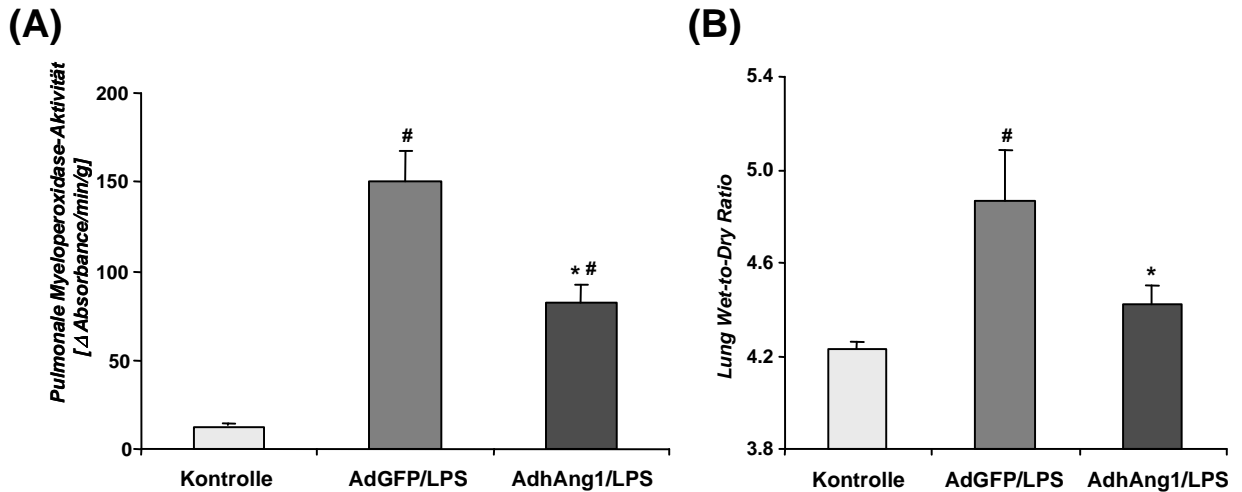 (A)
Pulmonale Myeloperoxidase-Aktivität
[Δ Absorbance/min/g]
200
150
100
50
0
#
* #
Kontrolle
AdGFP/LPS
AdhAng1/LPS
(B)
Lung Wet-to-Dry Ratio
5.4
5.0
4.6
4.2
3.8
#
*
Kontrolle
AdGFP/LPS
AdhAng1/LPS